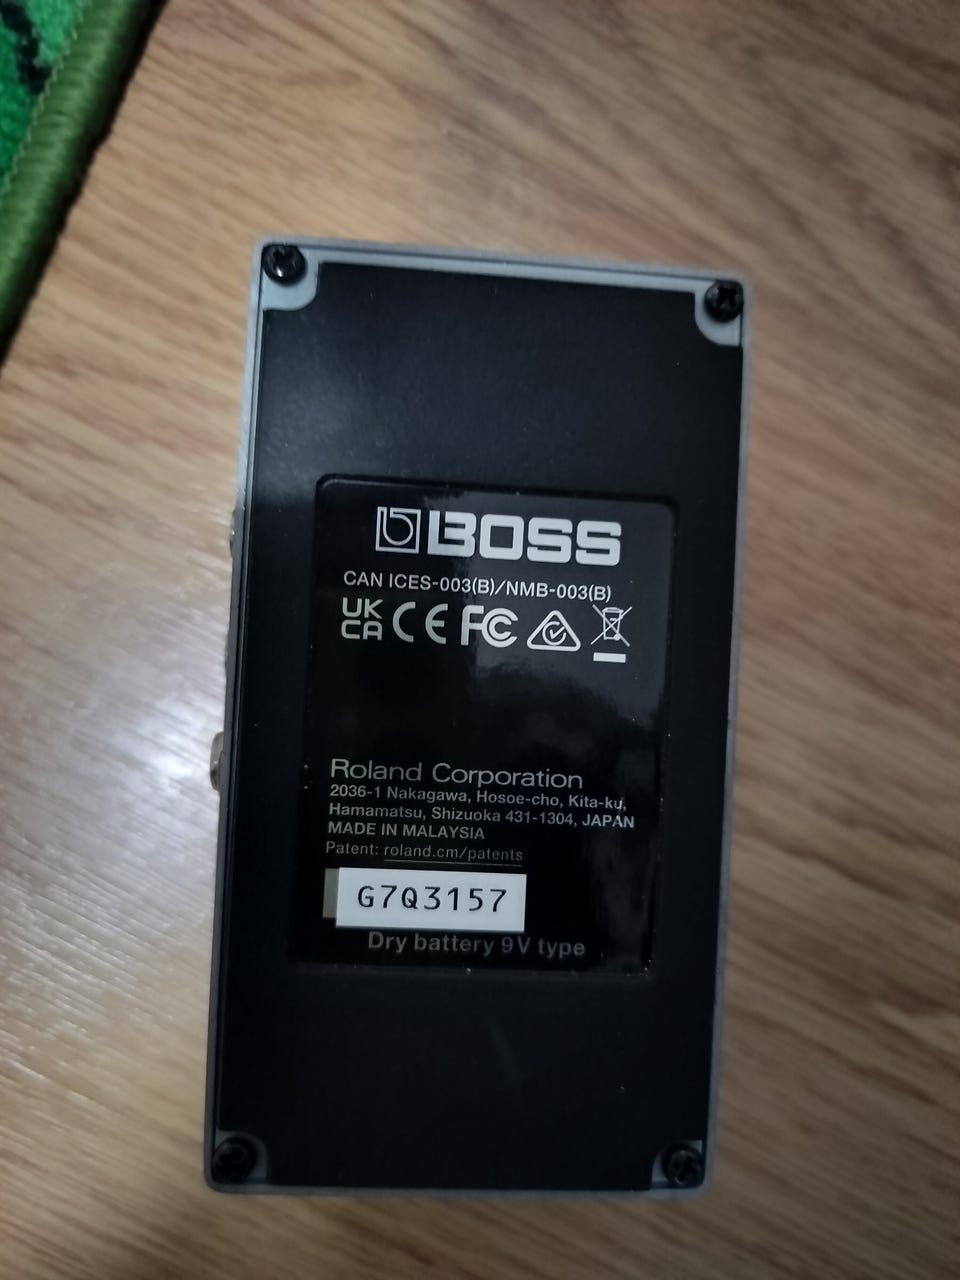 BOSS
CAN ICES-003(B)/NMB-003(B)
UK
CA CE FC
Roland Corporation
2036-1 Nakagawa, Hosoe-cho, Kita-ku,
Hamamatsu, Shizuoka 431-1304, JAPAN
MADE IN MALAYSIA
Patent: roland.cm/patents
G7Q3157
Dry battery 9V type